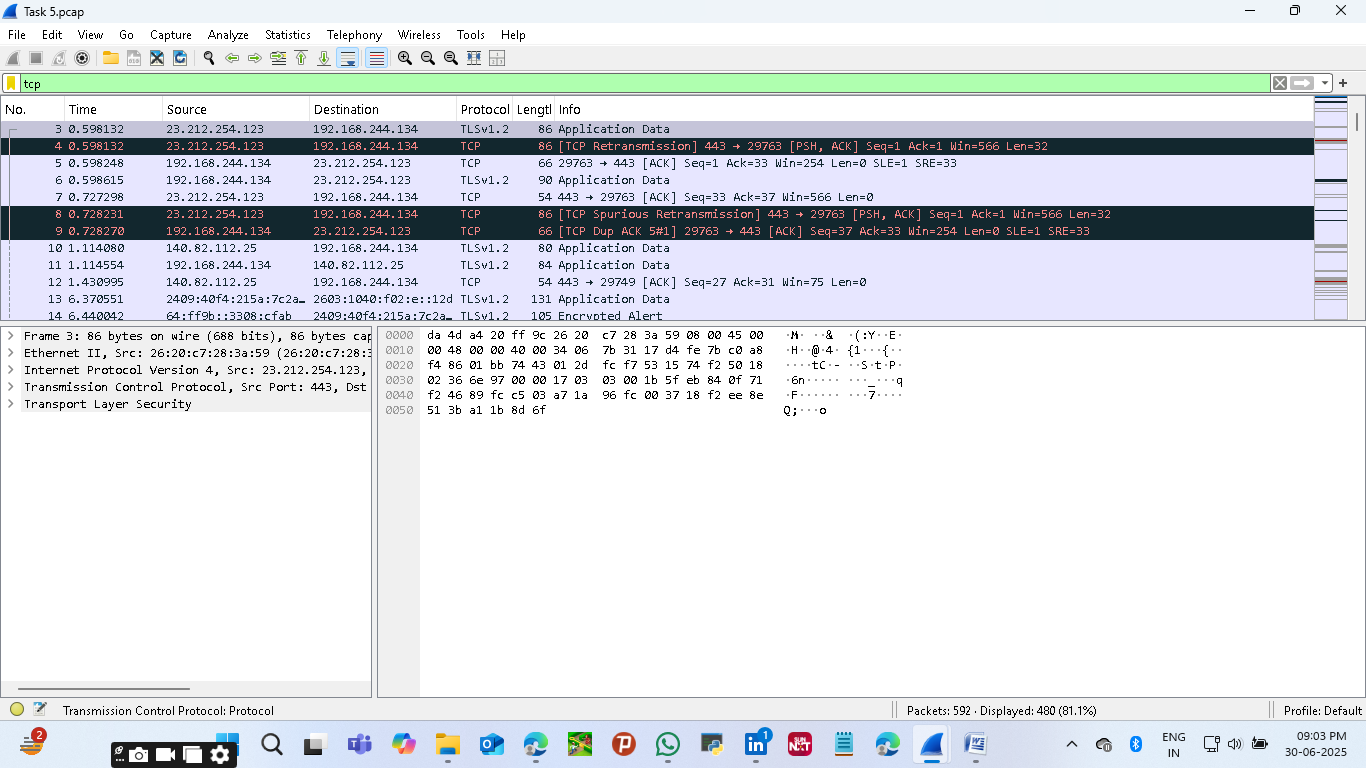 Task 5.pcap
File Edit View Go Capture Analyze Statistics Telephony Wireless Tools Help
tcp
No. Time Source Destination Protocol Lengtl Info
3 0.598132 23.212.254.123 192.168.244.134 TLSv1.2 86 Application Data
4 0.598132 23.212.254.123 192.168.244.134 TCP 86 [TCP Retransmission] 443 → 29763 [PSH, ACK] Seq=1 Ack=1 Win=566 Len=32
5 0.598248 192.168.244.134 23.212.254.123 TCP 66 29763 → 443 [ACK] Seq=1 Ack=33 Win=254 Len=0 SLE=1 SRE=33
6 0.598615 192.168.244.134 23.212.254.123 TLSv1.2 90 Application Data
7 0.727298 23.212.254.123 192.168.244.134 TCP 54 443 → 29763 [ACK] Seq=33 Ack=37 Win=566 Len=0
8 0.728231 23.212.254.123 192.168.244.134 TCP 86 [TCP Spurious Retransmission] 443 → 29763 [PSH, ACK] Seq=1 Ack=1 Win=566 Len=32
9 0.728270 192.168.244.134 23.212.254.123 TCP 66 [TCP Dup ACK 5#1] 29763 → 443 [ACK] Seq=37 Ack=33 Win=254 Len=0 SLE=1 SRE=33
10 1.114080 140.82.112.25 192.168.244.134 TLSv1.2 80 Application Data
11 1.114554 192.168.244.134 140.82.112.25 TLSv1.2 84 Application Data
12 1.430995 140.82.112.25 192.168.244.134 TCP 54 443 → 29749 [ACK] Seq=27 Ack=31 Win=75 Len=0
13 6.370551 2409:40f4:215a:7c2a… 2603:1040:f02:e::12d TLSv1.2 131 Application Data
14 6.440042 64:ff9b::3308:cfab 2409:40f4:215a:7c2a… TLSv1.2 105 Encrypted Alert
Frame 3: 86 bytes on wire (688 bits), 86 bytes cap
Ethernet II, Src: 26:20:c7:28:3a:59 (26:20:c7:28:3
Internet Protocol Version 4, Src: 23.212.254.123,
Transmission Control Protocol, Src Port: 443, Dst
Transport Layer Security
0000 da 4d a4 20 ff 9c 26 20 c7 28 3a 59 08 00 45 00 ·M· ··& ·(:Y··E·
0010 00 48 00 00 40 00 34 06 7b 31 17 d4 fe 7b c0 a8 ·H··@·4· {1···{··
0020 f4 86 01 bb 74 43 01 2d fc f7 53 15 74 f2 50 18 ····tC·- ··S·t·P·
0030 02 36 6e 97 00 00 17 03 03 00 1b 5f eb 84 0f 71 ·6n····· ···_···q
0040 f2 46 89 fc c5 03 a7 1a 96 fc 00 37 18 f2 ee 8e ·F······ ···7····
0050 51 3b a1 1b 8d 6f Q;···o
Transmission Control Protocol: Protocol
Packets: 592 · Displayed: 480 (81.1%)
Profile: Default
2
1
SUN
NXT
ENG
IN
09:03 PM
30-06-2025